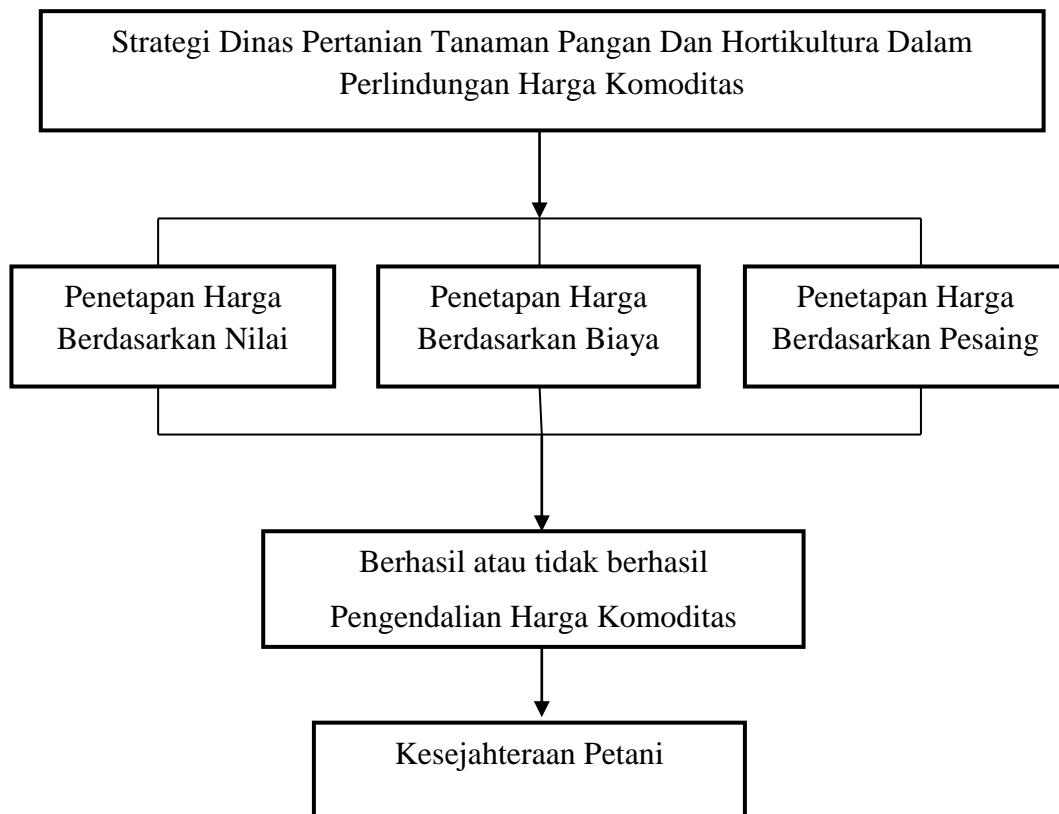 Strategi Dinas Pertanian Tanaman Pangan Dan Hortikultura Dalam
Perlindungan Harga Komoditas
Penetapan Harga
Berdasarkan Nilai
Penetapan Harga
Berdasarkan Biaya
Penetapan Harga
Berdasarkan Pesaing
Berhasil atau tidak berhasil
Pengendalian Harga Komoditas
Kesejahteraan Petani